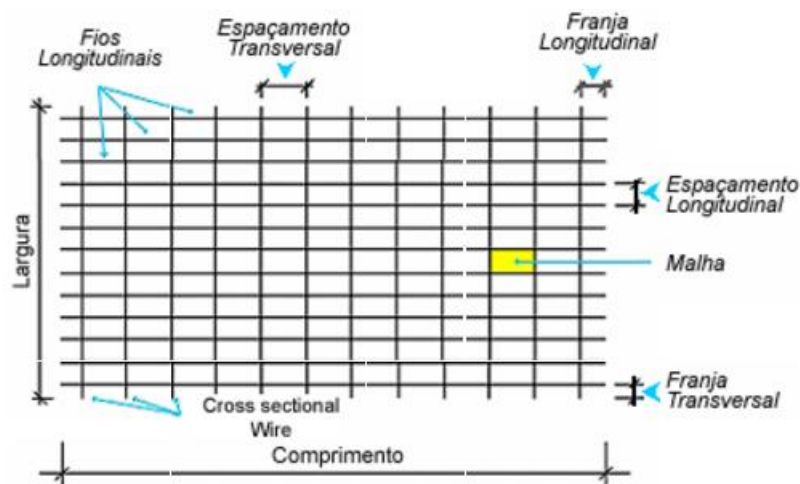 Fios
Longitudinais
Espaçamento
Transversal
Franja
Longitudinal
Espaçamento
Longitudinal
Largura
Malha
Franja
Transversal
Cross sectional
Wire
Comprimento